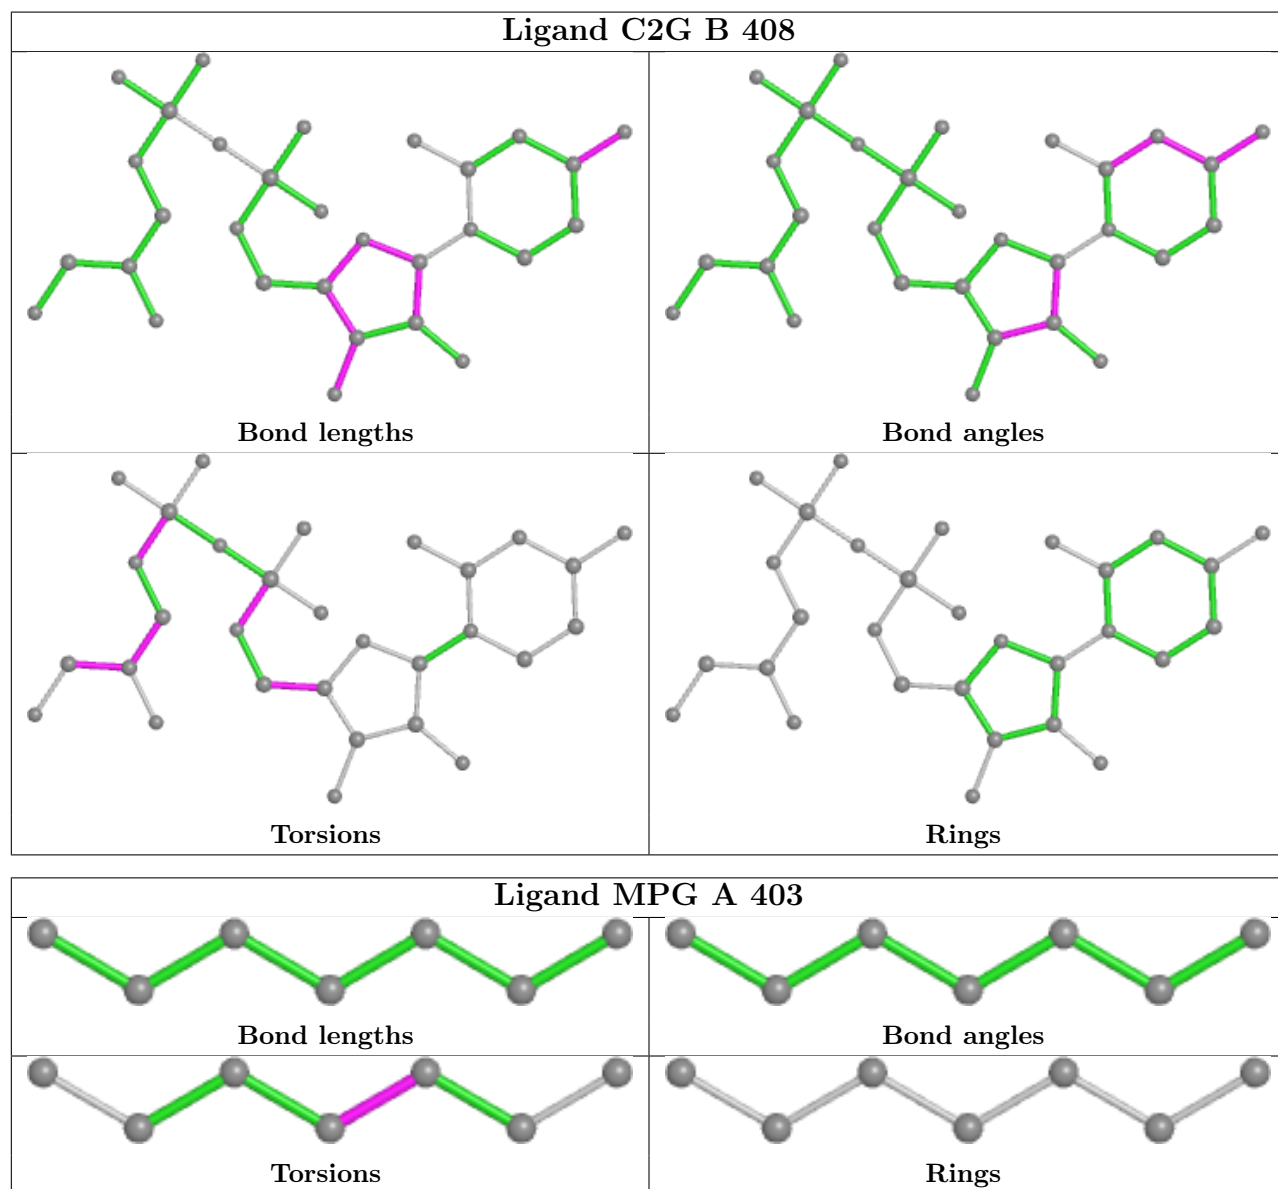 Ligand C2G B 408
Bond lengths
Bond angles
Torsions
Rings
Ligand MPG A 403
Bond lengths
Bond angles
Torsions
Rings